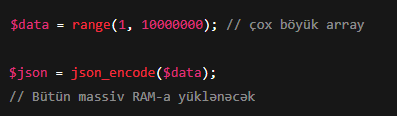 $data = range(1, 10000000); // çox böyük array
$json = json_encode($data);
// Bütün massiv RAM-a yüklənəcək